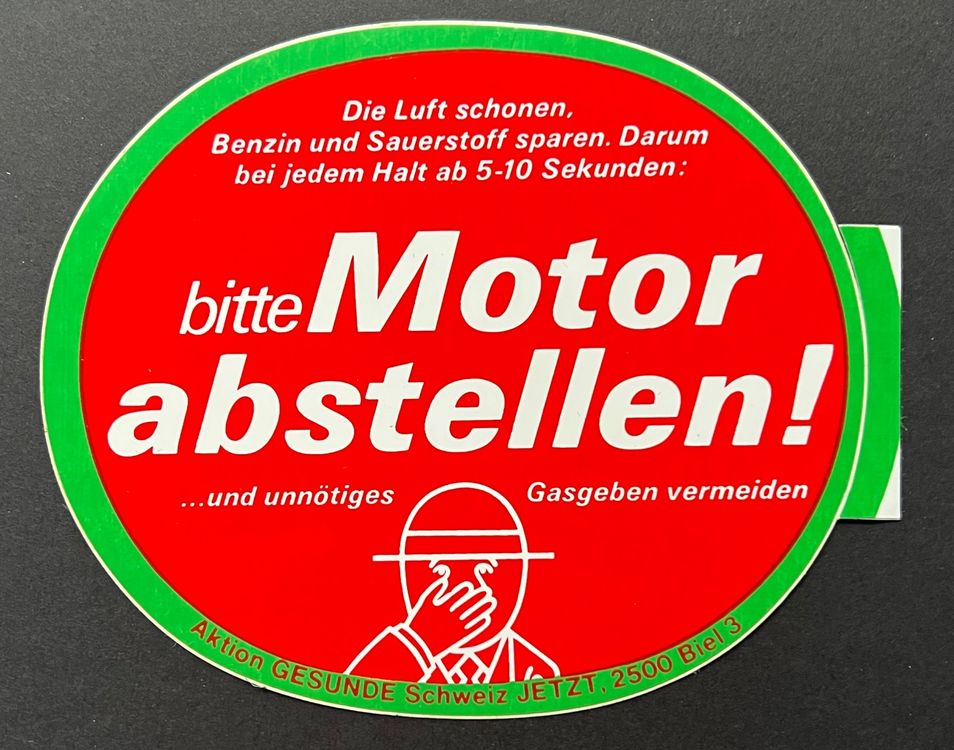 Die Luft schonen,
Benzin und Sauerstoff sparen. Darum
bei jedem Halt ab 5-10 Sekunden:
bitte Motor
abstellen!
...und unnötiges Gasgeben vermeiden
Aktion GESUNDE Schweiz JETZT, 2500 Biel 3